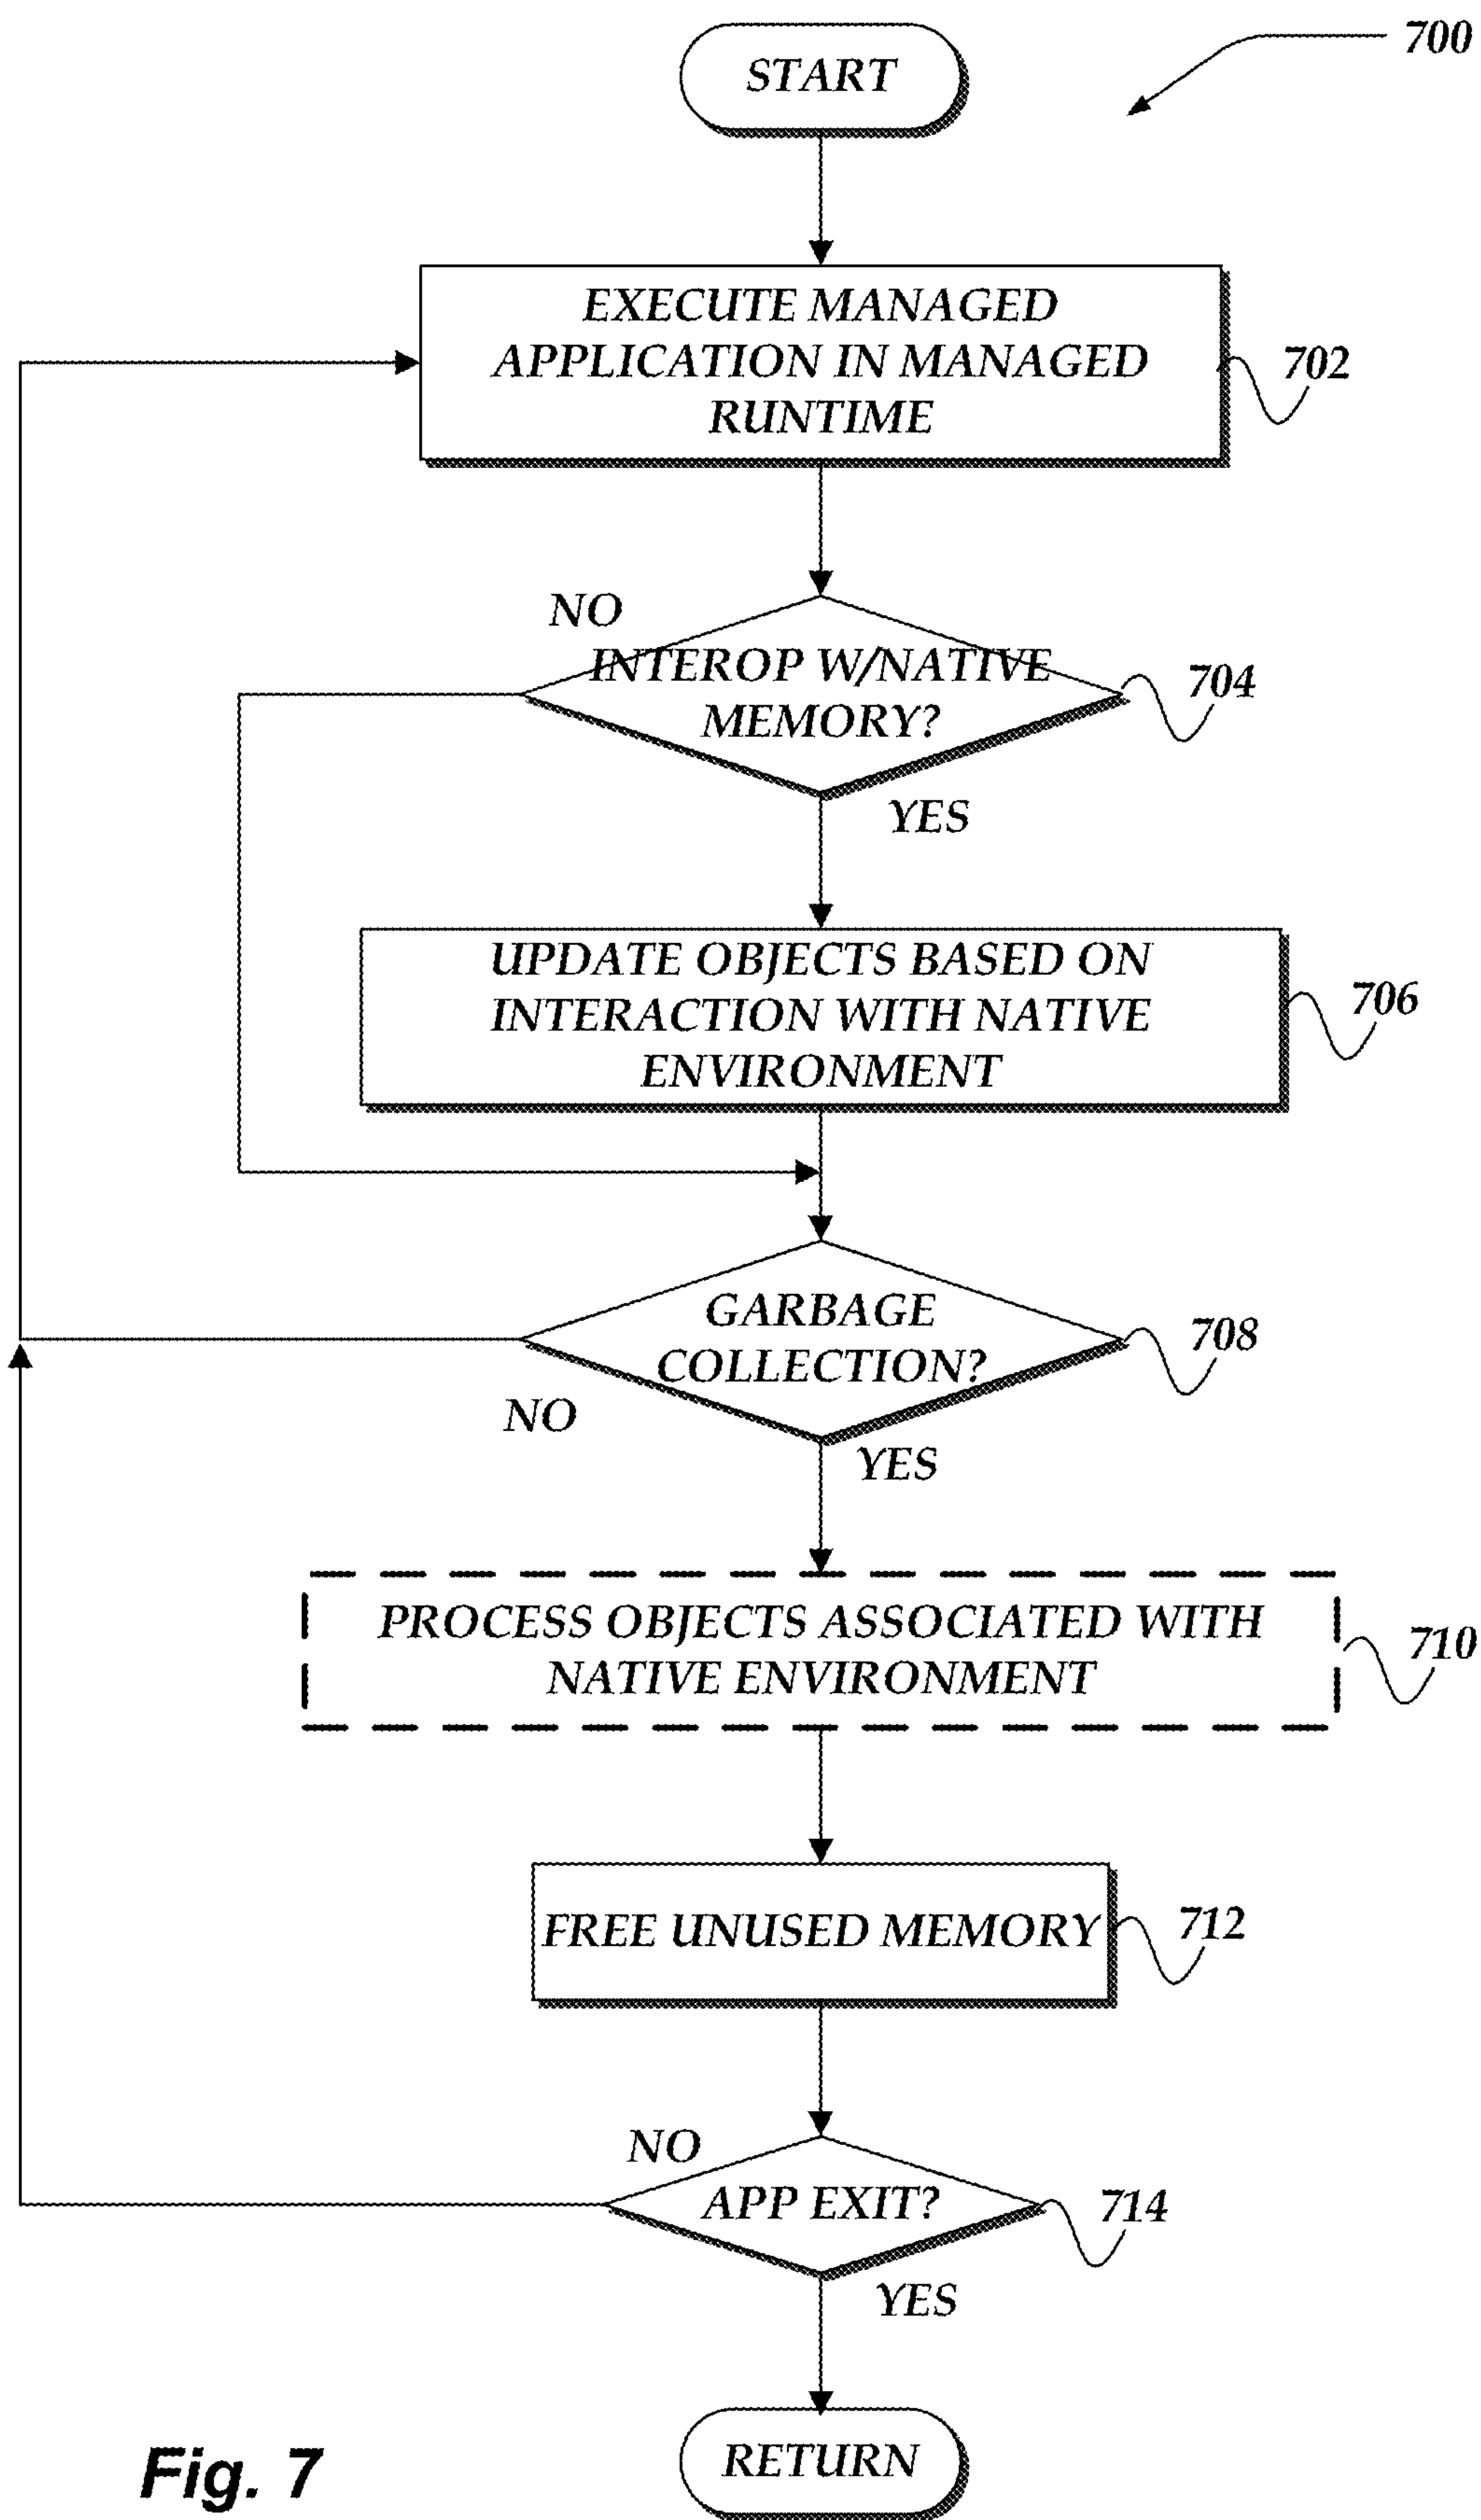 700
START
EXECUTE MANAGED
APPLICATION IN MANAGED
RUNTIME
702
NO
INTEROP W/NATIVE
MEMORY?
704
YES
UPDATE OBJECTS BASED ON
INTERACTION WITH NATIVE
ENVIRONMENT
706
GARBAGE
COLLECTION?
708
NO
YES
PROCESS OBJECTS ASSOCIATED WITH
NATIVE ENVIRONMENT
710
FREE UNUSED MEMORY
712
NO
APP EXIT?
714
YES
RETURN
Fig. 7